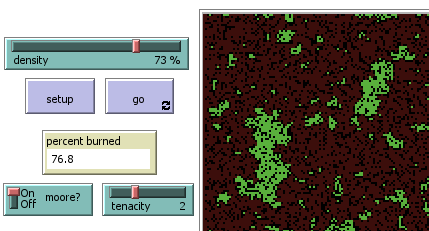 density 73 %
setup
go
percent burned
76.8
On
Off
moore?
tenacity 2